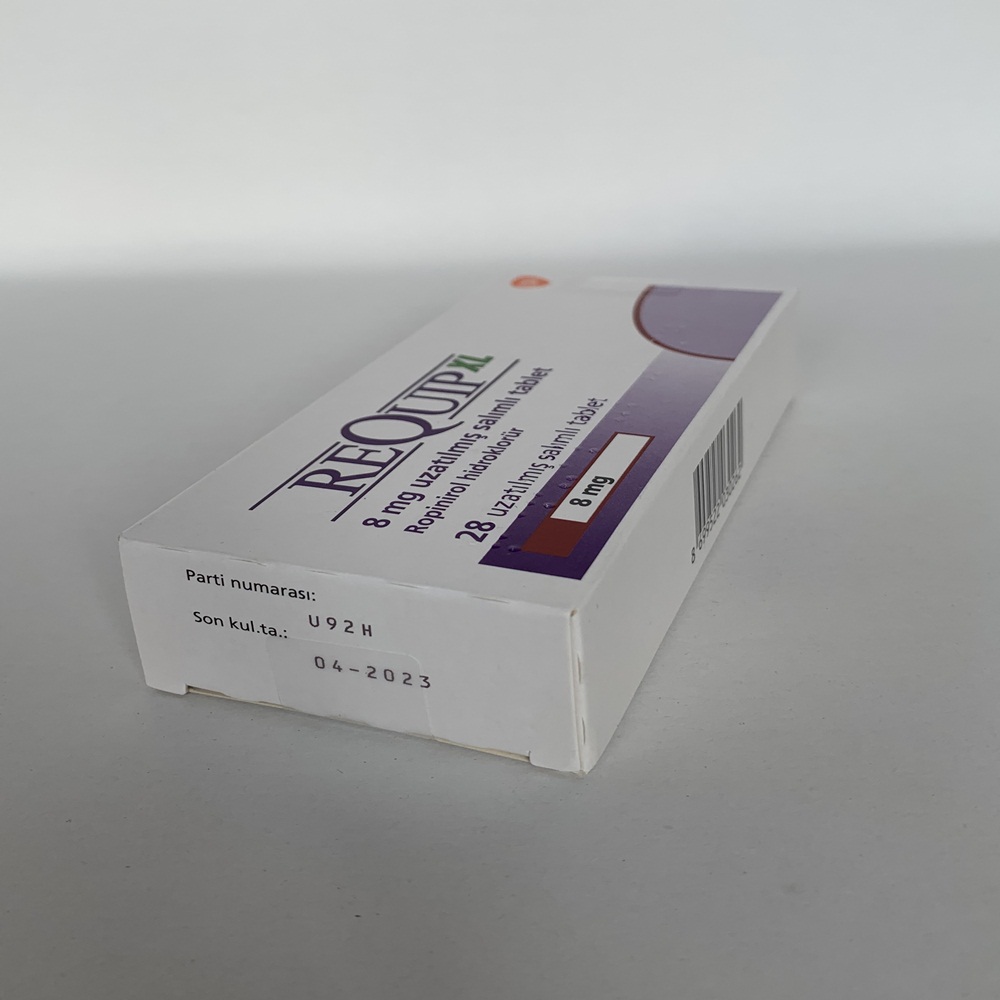 REQUIP XL
8 mg uzatılmış salımlı tablet
Ropinirol hidroklorür
28 uzatılmış salımlı tablet
8 mg
Parti numarası:
U92H
Son kul.ta.:
04-2023